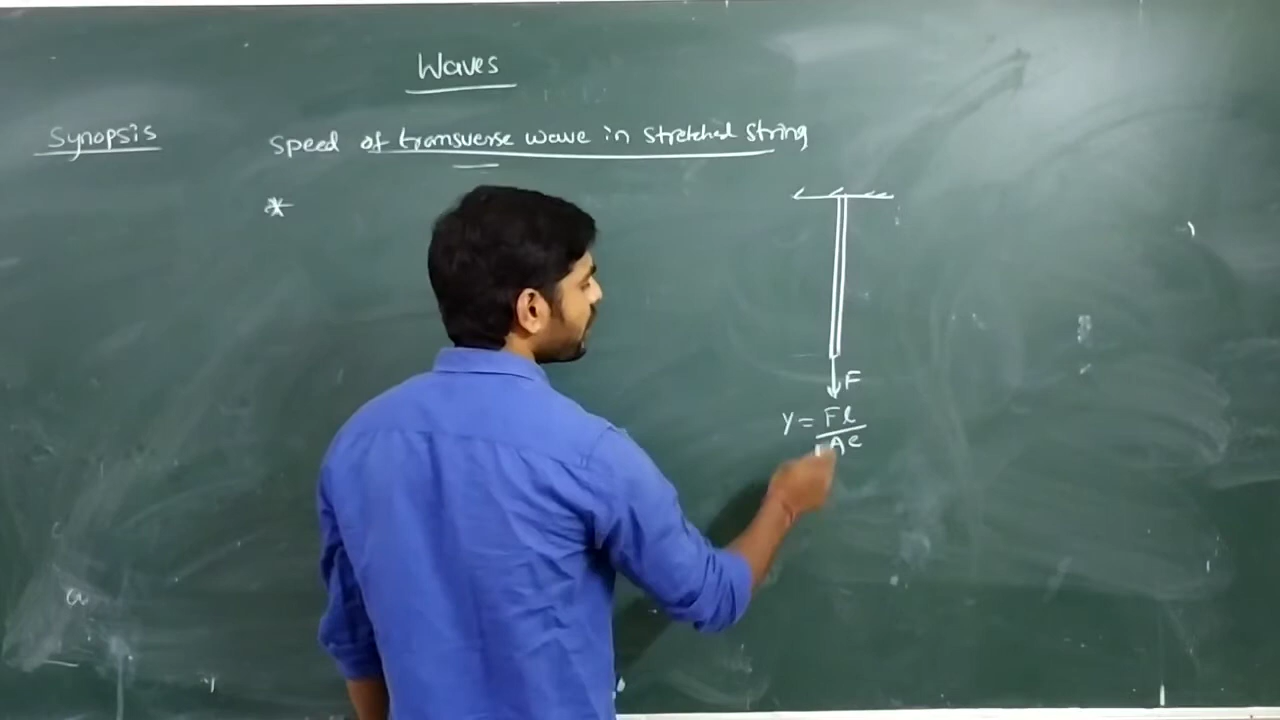 Waves
Synopsis
Speed of transverse wave in stretched string
*
F
Y = Fl / Ae
a